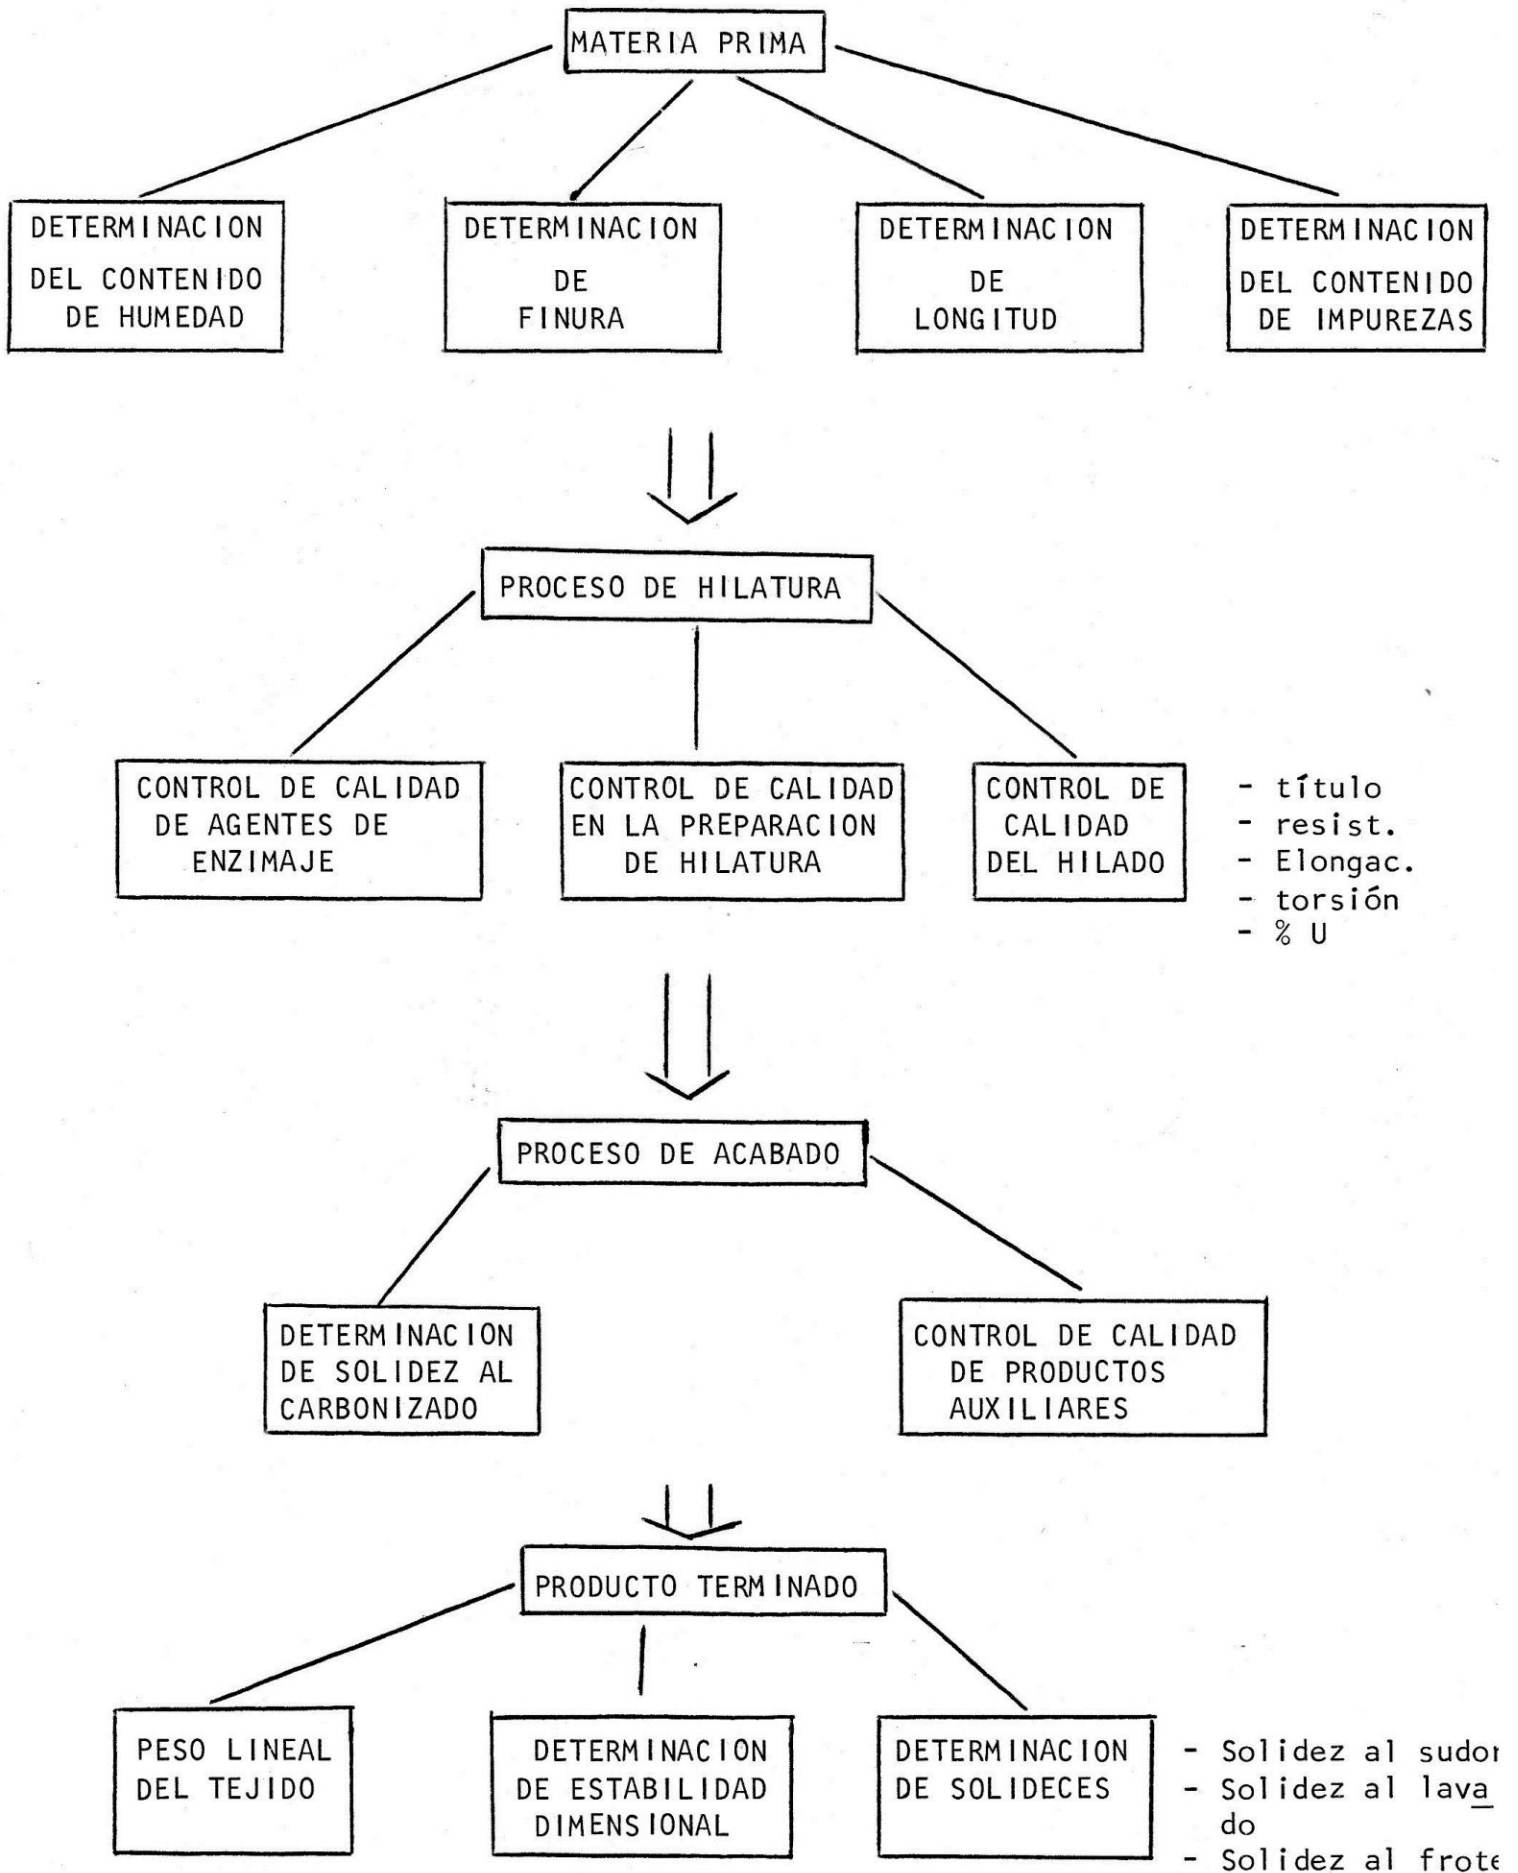 MATERIA PRIMA
DETERMINACION
DEL CONTENIDO
DE HUMEDAD
DETERMINACION
DE
FINURA
DETERMINACION
DE
LONGITUD
DETERMINACION
DEL CONTENIDO
DE IMPUREZAS
PROCESO DE HILATURA
CONTROL DE CALIDAD
DE AGENTES DE
ENZIMAJE
CONTROL DE CALIDAD
EN LA PREPARACION
DE HILATURA
CONTROL DE
CALIDAD
DEL HILADO
- título
- resist.
- Elongac.
- torsión
- % U
PROCESO DE ACABADO
DETERMINACION
DE SOLIDEZ AL
CARBONIZADO
CONTROL DE CALIDAD
DE PRODUCTOS
AUXILIARES
PRODUCTO TERMINADO
PESO LINEAL
DEL TEJIDO
DETERMINACION
DE ESTABILIDAD
DIMENSIONAL
DETERMINACION
DE SOLIDECES
- Solidez al sudor
- Solidez al lava
do
- Solidez al frote